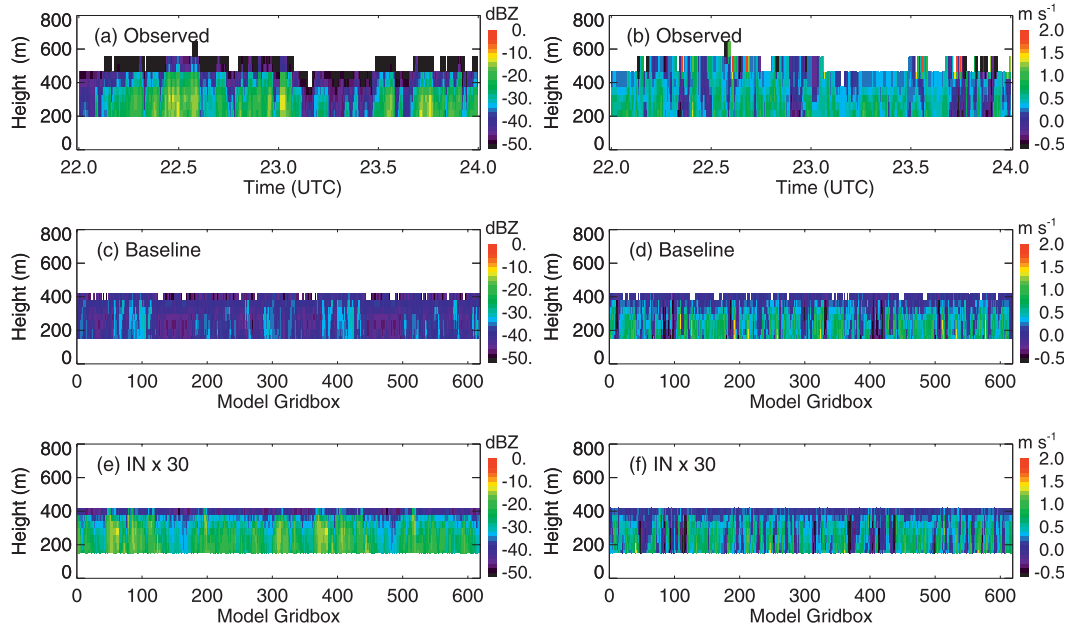 dBZ
m s⁻¹
800
(a) Observed
0.
800
(b) Observed
2.0
600
-10.
600
1.5
400
-20.
400
1.0
-30.
0.5
200
-40.
200
0.0
0
-50.
0
-0.5
22.0 22.5 23.0 23.5 24.0
22.0 22.5 23.0 23.5 24.0
Time (UTC)
Time (UTC)
Height (m)
Height (m)
dBZ
m s⁻¹
800
(c) Baseline
0.
800
(d) Baseline
2.0
600
-10.
600
1.5
400
-20.
400
1.0
-30.
0.5
200
-40.
200
0.0
0
-50.
0
-0.5
0 100 200 300 400 500 600
0 100 200 300 400 500 600
Model Gridbox
Model Gridbox
Height (m)
Height (m)
dBZ
m s⁻¹
800
(e) IN x 30
0.
800
(f) IN x 30
2.0
600
-10.
600
1.5
400
-20.
400
1.0
-30.
0.5
200
-40.
200
0.0
0
-50.
0
-0.5
0 100 200 300 400 500 600
0 100 200 300 400 500 600
Model Gridbox
Model Gridbox
Height (m)
Height (m)